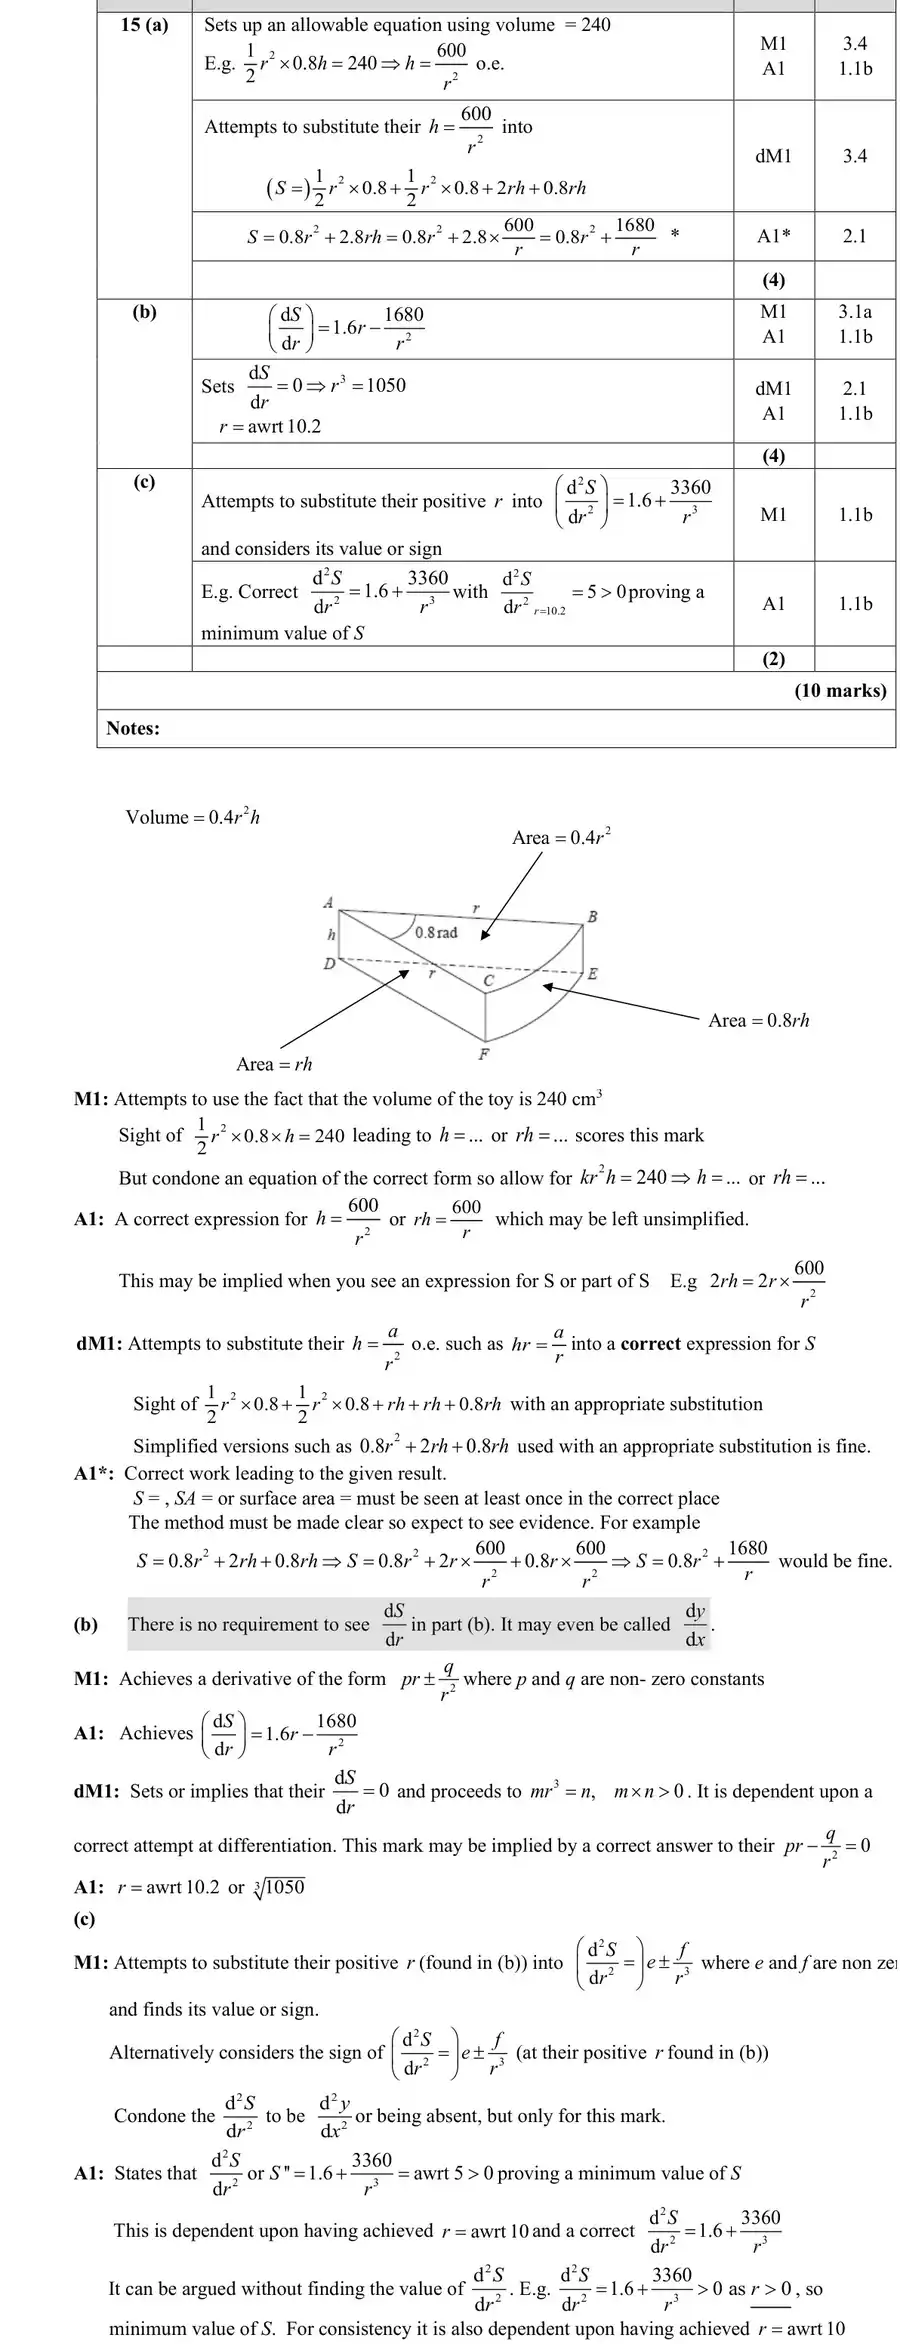 15 (a) Sets up an allowable equation using volume = 240
E.g. 1/2 r² × 0.8h = 240 ⇒ h = 600/r² o.e. M1 A1 3.4 1.1b
Attempts to substitute their h = 600/r² into
(S =) 1/2 r² × 0.8 + 1/2 r² × 0.8 + 2rh + 0.8rh dM1 3.4
S = 0.8r² + 2.8rh = 0.8r² + 2.8 × 600/r = 0.8r² + 1680/r * A1* 2.1
(4)
(b) (dS/dr) = 1.6r − 1680/r² M1 A1 3.1a 1.1b
Sets dS/dr = 0 ⇒ r³ = 1050 dM1 2.1
r = awrt 10.2 A1 1.1b
(4)
(c) Attempts to substitute their positive r into (d²S/dr²) = 1.6 + 3360/r³ M1 1.1b
and considers its value or sign
E.g. Correct d²S/dr² = 1.6 + 3360/r³ with d²S/dr² r=10.2 = 5 > 0 proving a A1 1.1b
minimum value of S
(2)
(10 marks)
Notes:
Volume = 0.4r²h
Area = 0.4r²
A r B
0.8 rad
h
D r C E
Area = 0.8rh
F
Area = rh
M1: Attempts to use the fact that the volume of the toy is 240 cm³
Sight of 1/2 r² × 0.8 × h = 240 leading to h = ... or rh = ... scores this mark
But condone an equation of the correct form so allow for kr²h = 240 ⇒ h = ... or rh = ...
A1: A correct expression for h = 600/r² or rh = 600/r which may be left unsimplified.
This may be implied when you see an expression for S or part of S E.g 2rh = 2r × 600/r²
dM1: Attempts to substitute their h = a/r² o.e. such as hr = a/r into a correct expression for S
Sight of 1/2 r² × 0.8 + 1/2 r² × 0.8 + rh + rh + 0.8rh with an appropriate substitution
Simplified versions such as 0.8r² + 2rh + 0.8rh used with an appropriate substitution is fine.
A1*: Correct work leading to the given result.
S = , SA = or surface area = must be seen at least once in the correct place
The method must be made clear so expect to see evidence. For example
S = 0.8r² + 2rh + 0.8rh ⇒ S = 0.8r² + 2r × 600/r² + 0.8r × 600/r² ⇒ S = 0.8r² + 1680/r would be fine.
(b) There is no requirement to see dS/dr in part (b). It may even be called dy/dx.
M1: Achieves a derivative of the form pr ± q/r² where p and q are non- zero constants
A1: Achieves (dS/dr) = 1.6r − 1680/r²
dM1: Sets or implies that their dS/dr = 0 and proceeds to mr³ = n, m × n > 0. It is dependent upon a
correct attempt at differentiation. This mark may be implied by a correct answer to their pr − q/r² = 0
A1: r = awrt 10.2 or ∛1050
(c)
M1: Attempts to substitute their positive r (found in (b)) into (d²S/dr² =) e ± f/r³ where e and f are non
and finds its value or sign.
Alternatively considers the sign of (d²S/dr² =) e ± f/r³ (at their positive r found in (b))
Condone the d²S/dr² to be d²y/dx² or being absent, but only for this mark.
A1: States that d²S/dr² or S'' = 1.6 + 3360/r³ = awrt 5 > 0 proving a minimum value of S
This is dependent upon having achieved r = awrt 10 and a correct d²S/dr² = 1.6 + 3360/r³
It can be argued without finding the value of d²S/dr². E.g. d²S/dr² = 1.6 + 3360/r³ > 0 as r > 0, so
minimum value of S. For consistency it is also dependent upon having achieved r = awrt 10